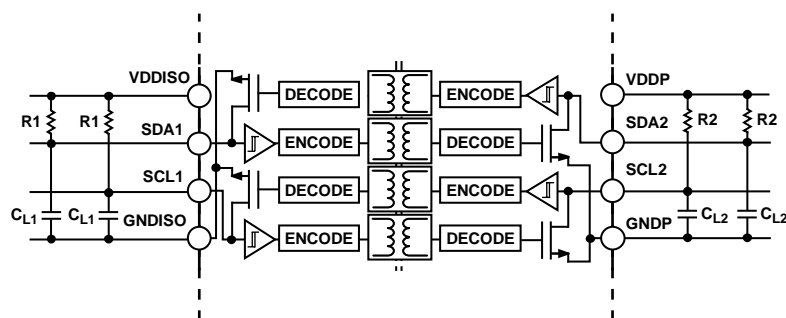 VDDISO
VDDP
DECODE
ENCODE
R1
R1
SDA1
SDA2
R2
R2
ENCODE
DECODE
SCL1
SCL2
DECODE
ENCODE
CL1
CL1
GNDISO
GNDP
CL2
CL2
ENCODE
DECODE